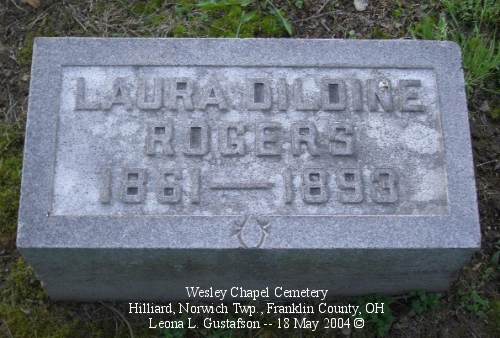 LAURA DILDINE
ROGERS
1861 — 1893
Wesley Chapel Cemetery
Hilliard, Norwich Twp., Franklin County, OH
Leona L. Gustafson -- 18 May 2004 ©